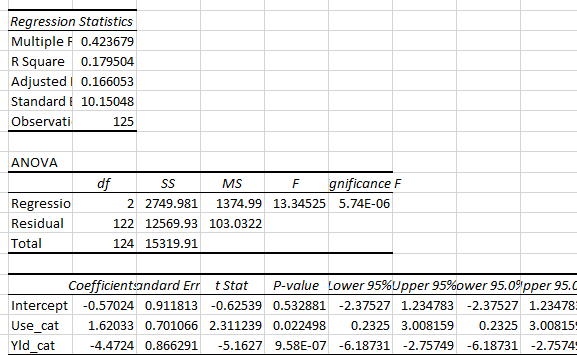 Regression Statistics
Multiple R 0.423679
R Square 0.179504
Adjusted 0.166053
Standard E 10.15048
Observati 125
ANOVA
df SS MS F gnificance F
Regressio 2 2749.981 1374.99 13.34525 5.74E-06
Residual 122 12569.93 103.0322
Total 124 15319.91
Coefficients andard Err t Stat P-value Lower 95% Upper 95% ower 95.0% pper 95.0
Intercept -0.57024 0.911813 -0.62539 0.532881 -2.37527 1.234783 -2.37527 1.234783
Use_cat 1.62033 0.701066 2.311239 0.022498 0.2325 3.008159 0.2325 3.008159
Yld_cat -4.4724 0.866291 -5.1627 9.58E-07 -6.18731 -2.75749 -6.18731 -2.75749